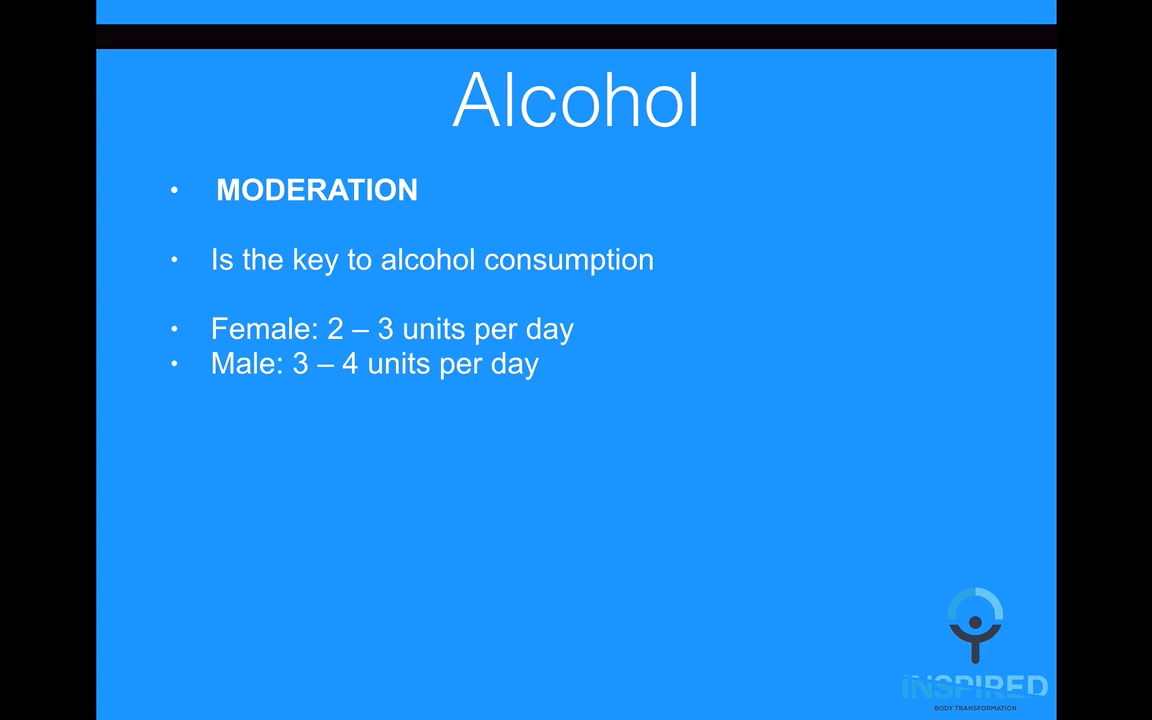 Alcohol
• MODERATION
• Is the key to alcohol consumption
• Female: 2 – 3 units per day
• Male: 3 – 4 units per day
INSPIRED
BODY TRANSFORMATION